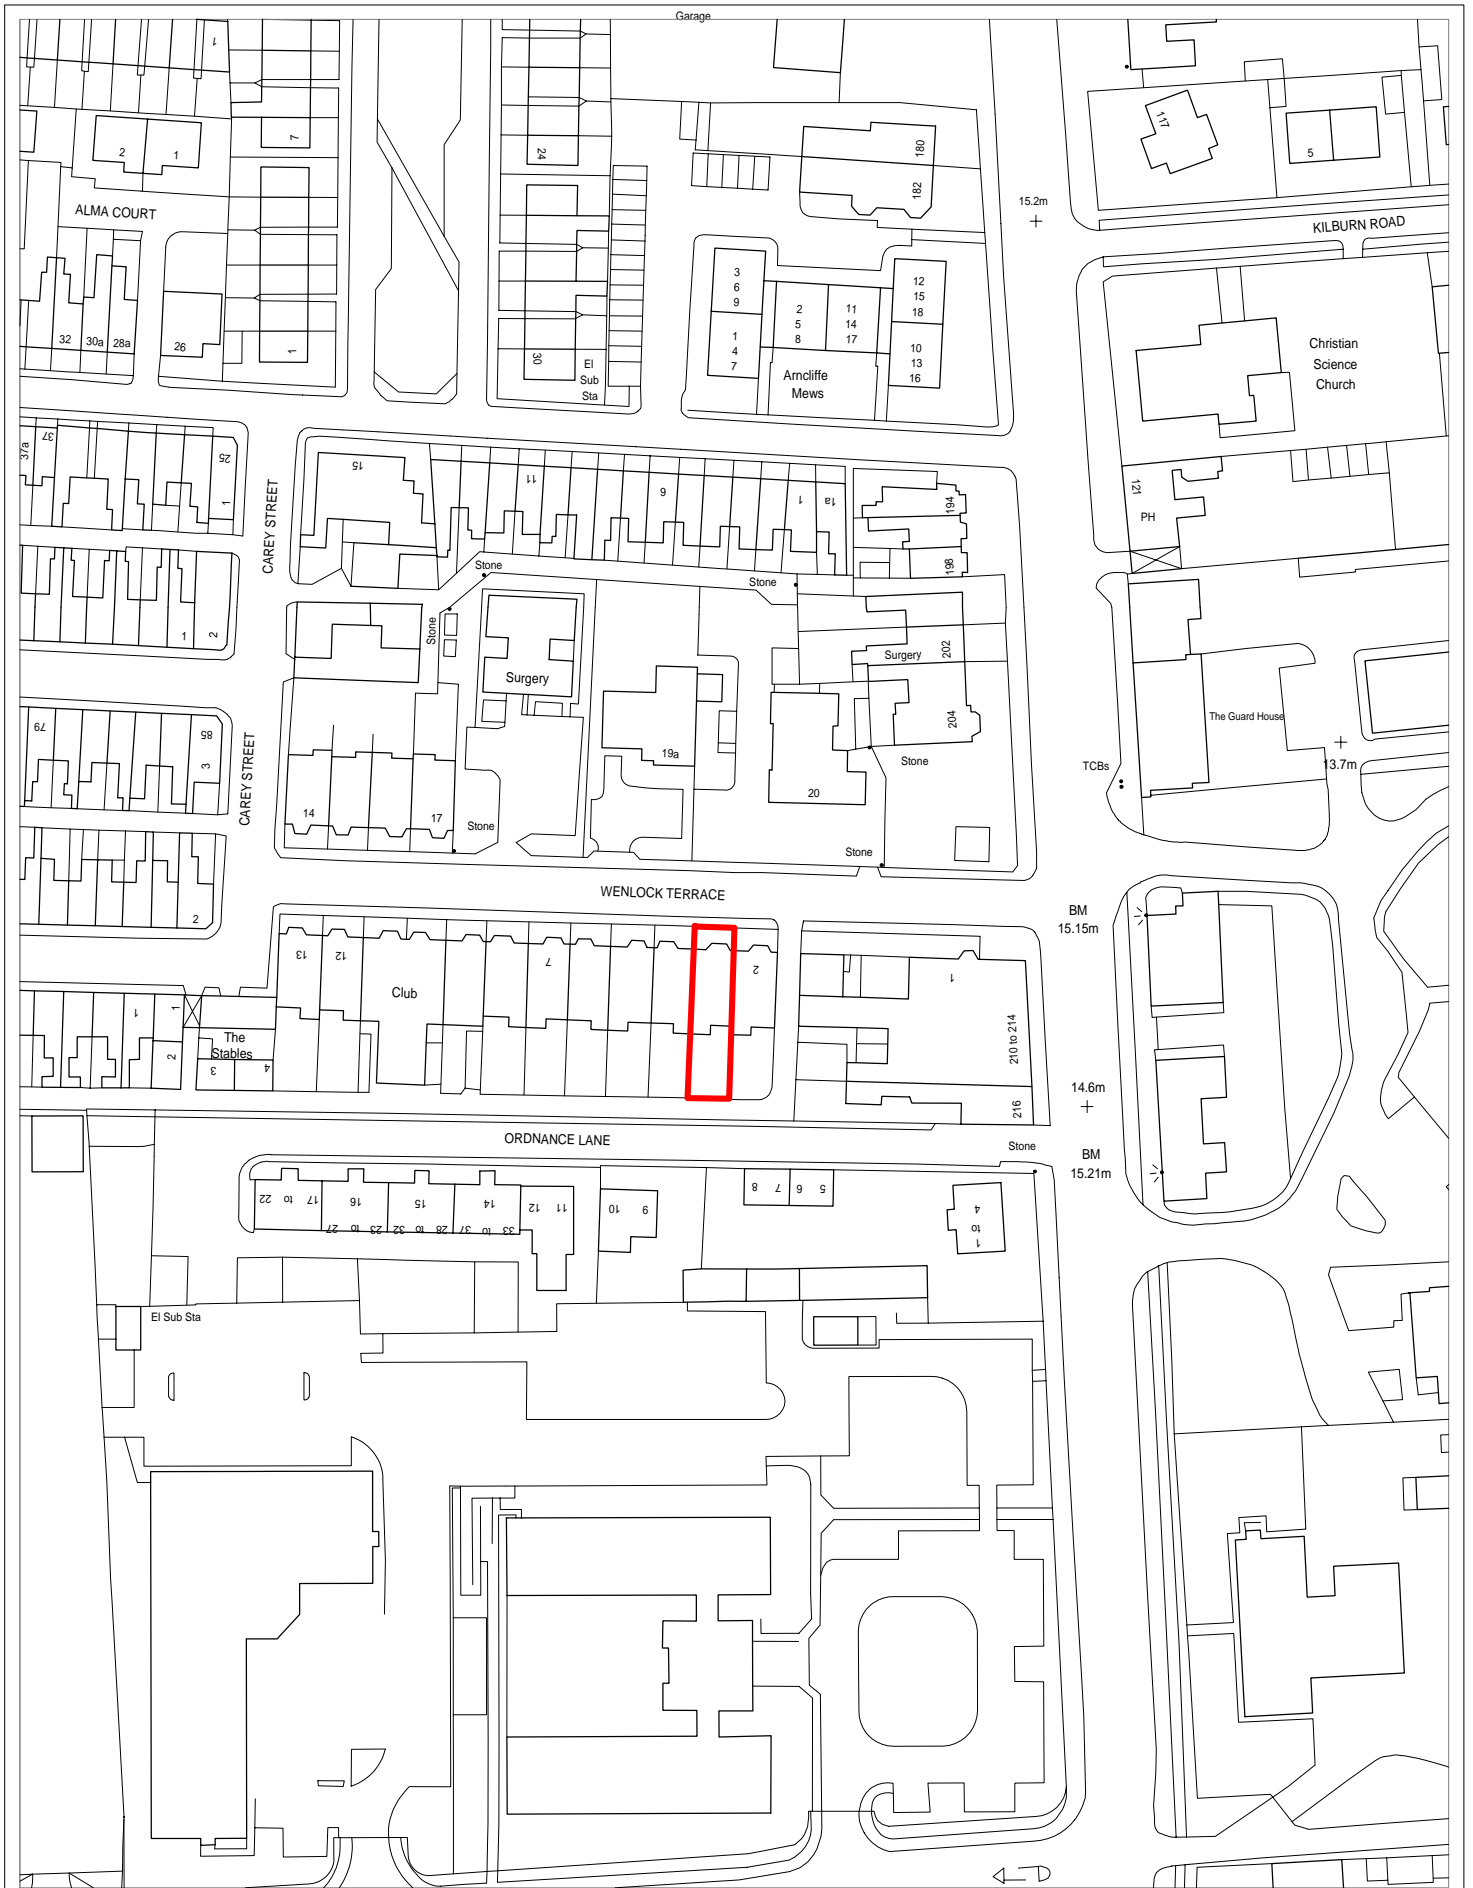 Garage
1
7
2
1
ALMA COURT
24
180
182
117
5
15.2m
KILBURN ROAD
32
30a
28a
26
1
30
El
Sub
Sta
3
6
9
1
4
7
2
5
8
11
14
17
12
15
18
10
13
16
Arncliffe
Mews
Christian
Science
Church
37a
37
25
1
CAREY STREET
15
11
6
1
1a
194
198
121
PH
Stone
Stone
Stone
1
2
Surgery
Surgery
202
204
The Guard House
13.7m
TCBs
79
85
3
CAREY STREET
19a
Stone
20
14
17
Stone
Stone
2
WENLOCK TERRACE
BM
15.15m
13
12
Club
7
2
1
210 to 214
216
1
1
2
The
Stables
3
4
14.6m
ORDNANCE LANE
Stone
BM
15.21m
22 to 17
16
27 to 23
15
32 to 28
14
37 to 33
12
11
10
9
8
7
6
5
4
to
1
El Sub Sta